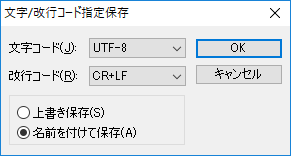 文字/改行コード指定保存
文字コード(J): UTF-8 OK
改行コード(R): CR+LF キャンセル
上書き保存(S)
名前を付けて保存(A)